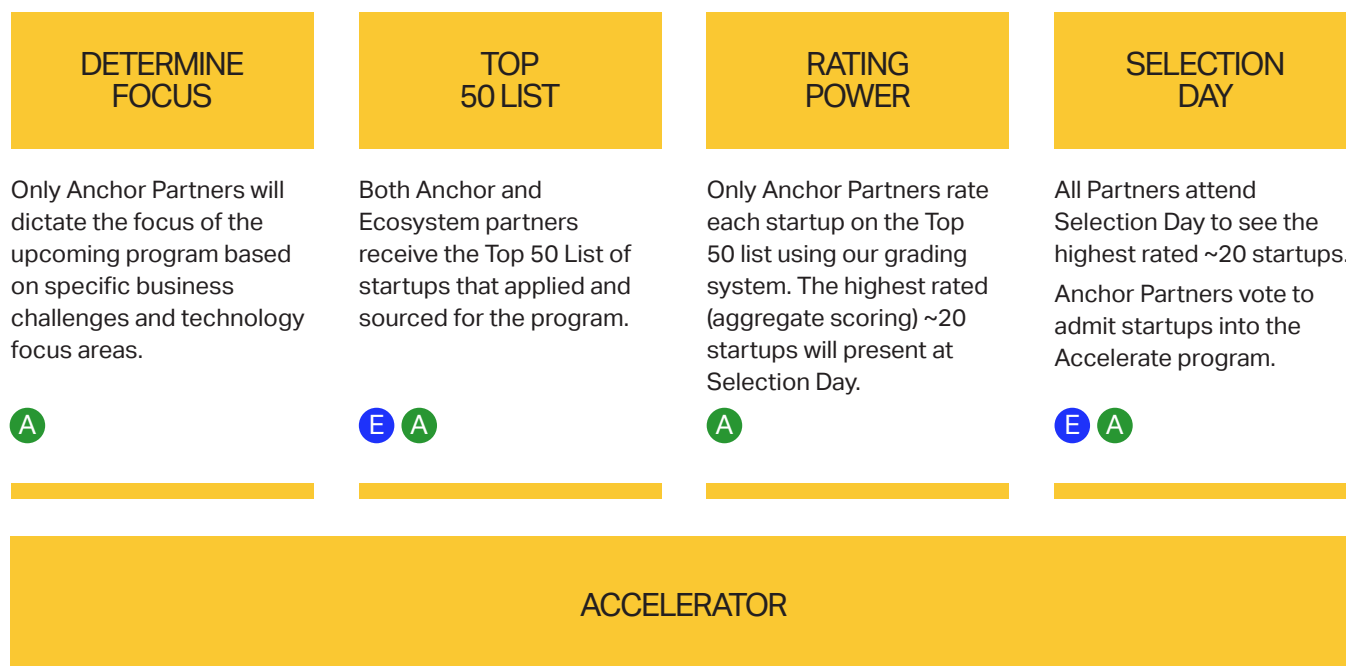 DETERMINE
FOCUS
Only Anchor Partners will
dictate the focus of the
upcoming program based
on specific business
challenges and technology
focus areas.
A
TOP
50 LIST
Both Anchor and
Ecosystem partners
receive the Top 50 List of
startups that applied and
sourced for the program.
E A
RATING
POWER
Only Anchor Partners rate
each startup on the Top
50 list using our grading
system. The highest rated
(aggregate scoring) ~20
startups will present at
Selection Day.
A
SELECTION
DAY
All Partners attend
Selection Day to see the
highest rated ~20 startups.
Anchor Partners vote to
admit startups into the
Accelerate program.
E A
ACCELERATOR